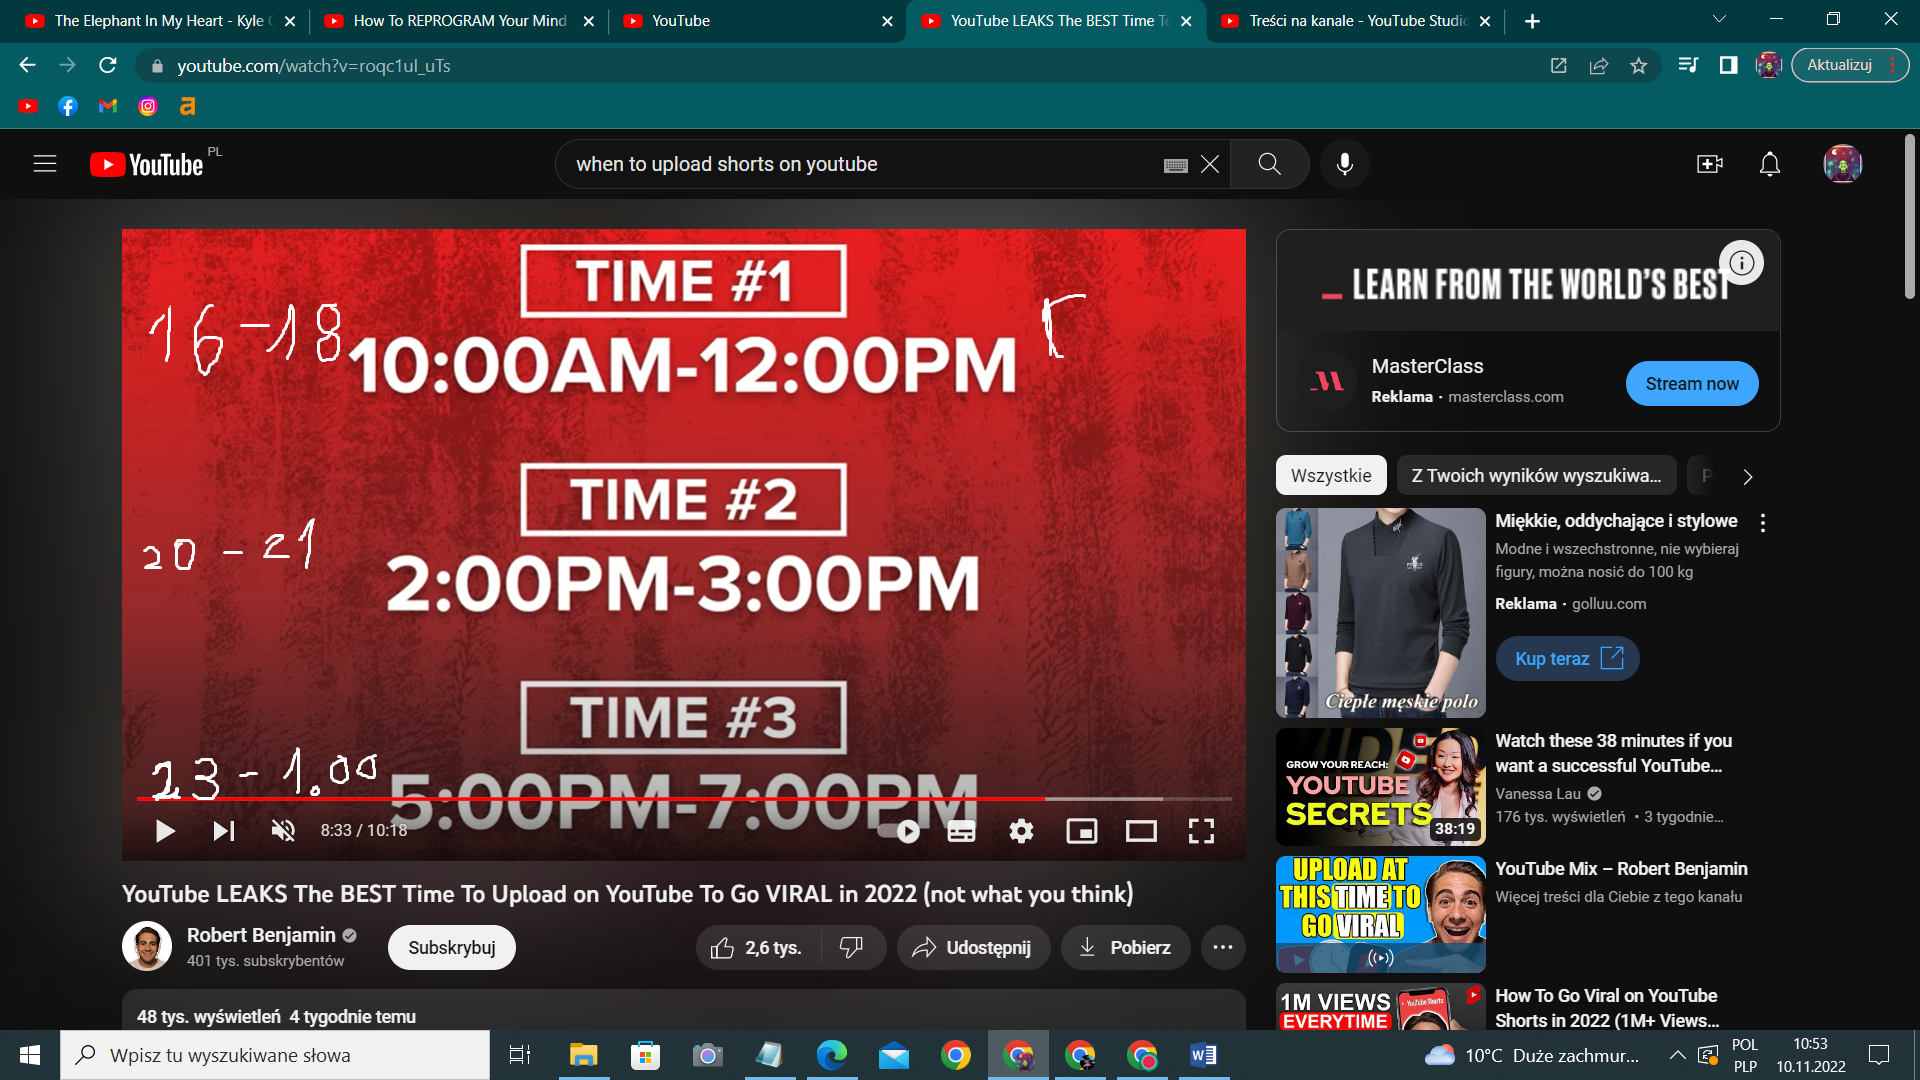 The Elephant In My Heart - Kyle
How To REPROGRAM Your Mind
YouTube
YouTube LEAKS The BEST Time
Treści na kanale - YouTube Studio
youtube.com/watch?v=roqc1ul_uTs
Aktualizuj
YouTube PL
when to upload shorts on youtube
TIME #1
16-18
10:00AM-12:00PM
TIME #2
20-21
2:00PM-3:00PM
TIME #3
23-1.00
5:00PM-7:00PM
8:33 / 10:18
YouTube LEAKS The BEST Time To Upload on YouTube To Go VIRAL in 2022 (not what you think)
Robert Benjamin
401 tys. subskrybentów
Subskrybuj
2,6 tys.
Udostępnij
Pobierz
48 tys. wyświetleń 4 tygodnie temu
LEARN FROM THE WORLD'S BEST
MasterClass
Reklama · masterclass.com
Stream now
Wszystkie
Z Twoich wyników wyszukiwa...
Miękkie, oddychające i stylowe
Modne i wszechstronne, nie wybieraj
figury, można nosić do 100 kg
Reklama · golluu.com
Kup teraz
Ciepłe męskie polo
GROW YOUR REACH:
YOUTUBE
SECRETS
38:19
Watch these 38 minutes if you
want a successful YouTube...
Vanessa Lau
176 tys. wyświetleń · 3 tygodnie...
UPLOAD AT
THIS TIME TO
GO VIRAL
YouTube Mix – Robert Benjamin
Więcej treści dla Ciebie z tego kanału
1M VIEWS
EVERYTIME
YouTube Shorts
How To Go Viral on YouTube
Shorts in 2022 (1M+ Views...
Wpisz tu wyszukiwane słowa
10°C Duże zachmur...
POL
PLP
10:53
10.11.2022